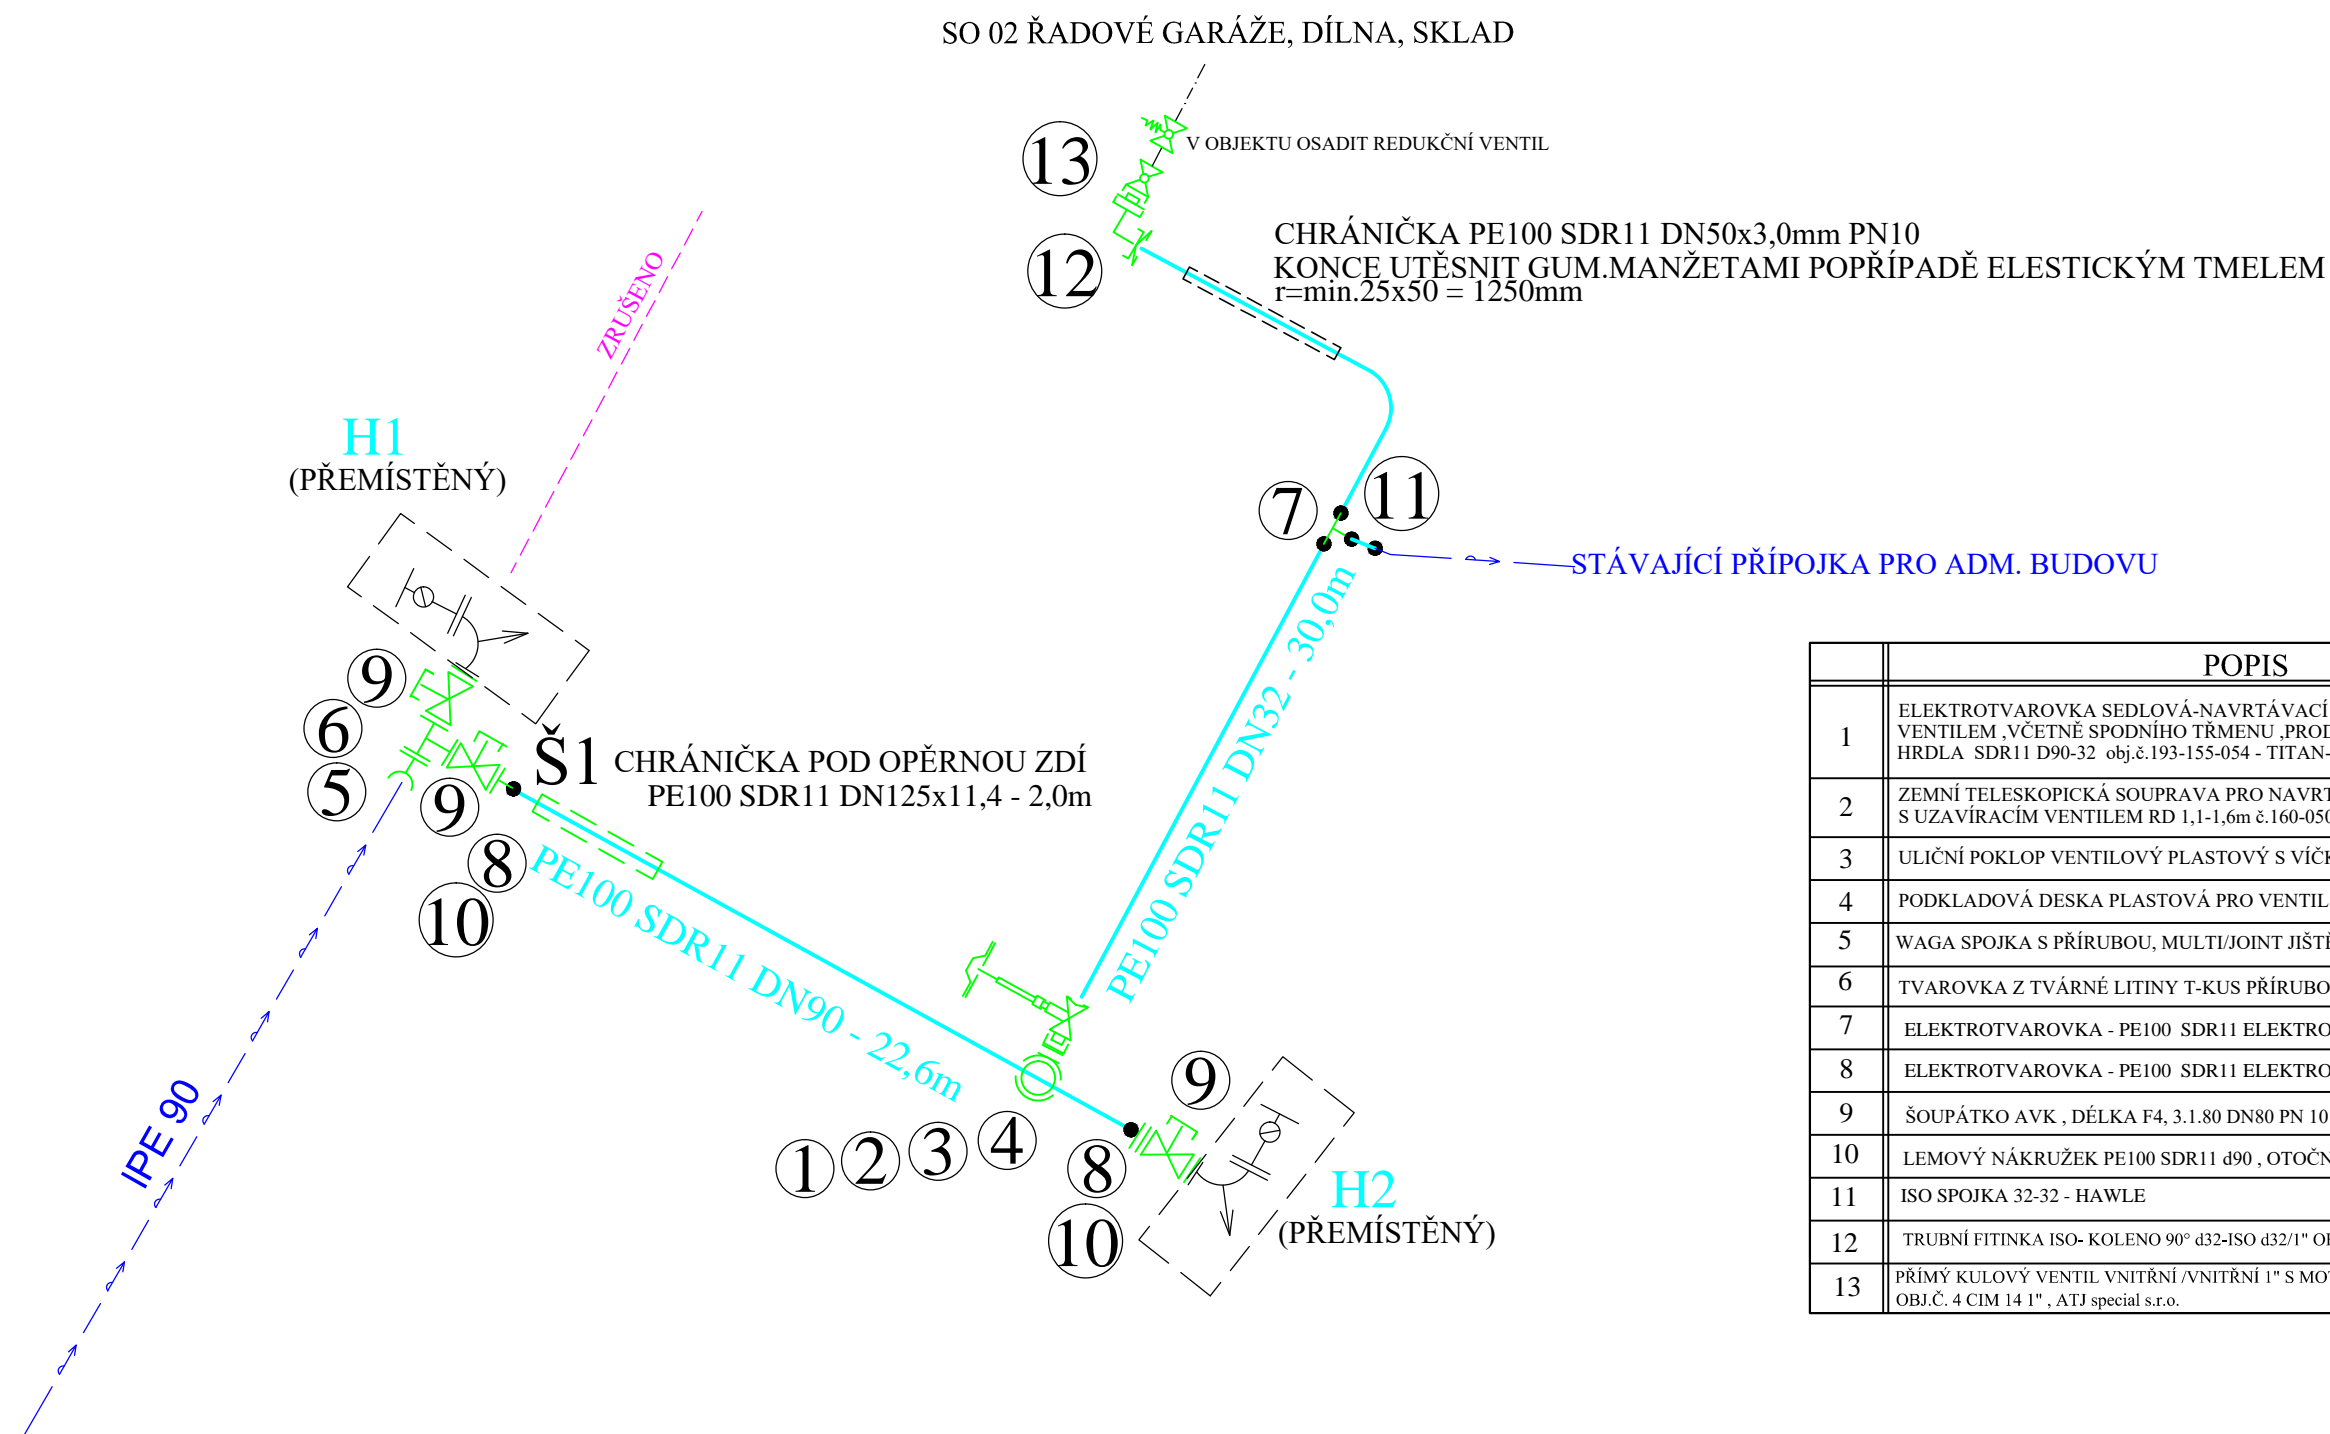 SO 02 ŘADOVÉ GARÁŽE, DÍLNA, SKLAD
13
V OBJEKTU OSADIT REDUKČNÍ VENTIL
12
CHRÁNIČKA PE100 SDR11 DN50x3,0mm PN10
KONCE UTĚSNIT GUM.MANŽETAMI POPŘÍPADĚ ELESTICKÝM TMELEM
r=min.25x50 = 1250mm
ZRUŠENO
H1
(PŘEMÍSTĚNÝ)
7
11
STÁVAJÍCÍ PŘÍPOJKA PRO ADM. BUDOVU
PE100 SDR11 DN32 - 30,0m
9
6
5
9
8
10
Š1
CHRÁNIČKA POD OPĚRNOU ZDÍ
PE100 SDR11 DN125x11,4 - 2,0m
PE100 SDR11 DN90 - 22,6m
IPE 90
1
2
3
4
8
10
9
H2
(PŘEMÍSTĚNÝ)
POPIS
1
ELEKTROTVAROVKA SEDLOVÁ-NAVRTÁVACÍ
VENTILEM ,VČETNĚ SPODNÍHO TŘMENU ,PROD
HRDLA SDR11 D90-32 obj.č.193-155-054 - TITAN-
2
ZEMNÍ TELESKOPICKÁ SOUPRAVA PRO NAVRT
S UZAVÍRACÍM VENTILEM RD 1,1-1,6m č.160-050
3
ULIČNÍ POKLOP VENTILOVÝ PLASTOVÝ S VÍČK
4
PODKLADOVÁ DESKA PLASTOVÁ PRO VENTIL
5
WAGA SPOJKA S PŘÍRUBOU, MULTI/JOINT JIŠTĚ
6
TVAROVKA Z TVÁRNÉ LITINY T-KUS PŘÍRUBO
7
ELEKTROTVAROVKA - PE100 SDR11 ELEKTRO
8
ELEKTROTVAROVKA - PE100 SDR11 ELEKTRO
9
ŠOUPÁTKO AVK , DÉLKA F4, 3.1.80 DN80 PN 10
10
LEMOVÝ NÁKRUŽEK PE100 SDR11 d90 , OTOČN
11
ISO SPOJKA 32-32 - HAWLE
12
TRUBNÍ FITINKA ISO- KOLENO 90° d32-ISO d32/1" OB
13
PŘÍMÝ KULOVÝ VENTIL VNITŘNÍ /VNITŘNÍ 1" S MOT
OBJ.Č. 4 CIM 14 1" , ATJ special s.r.o.